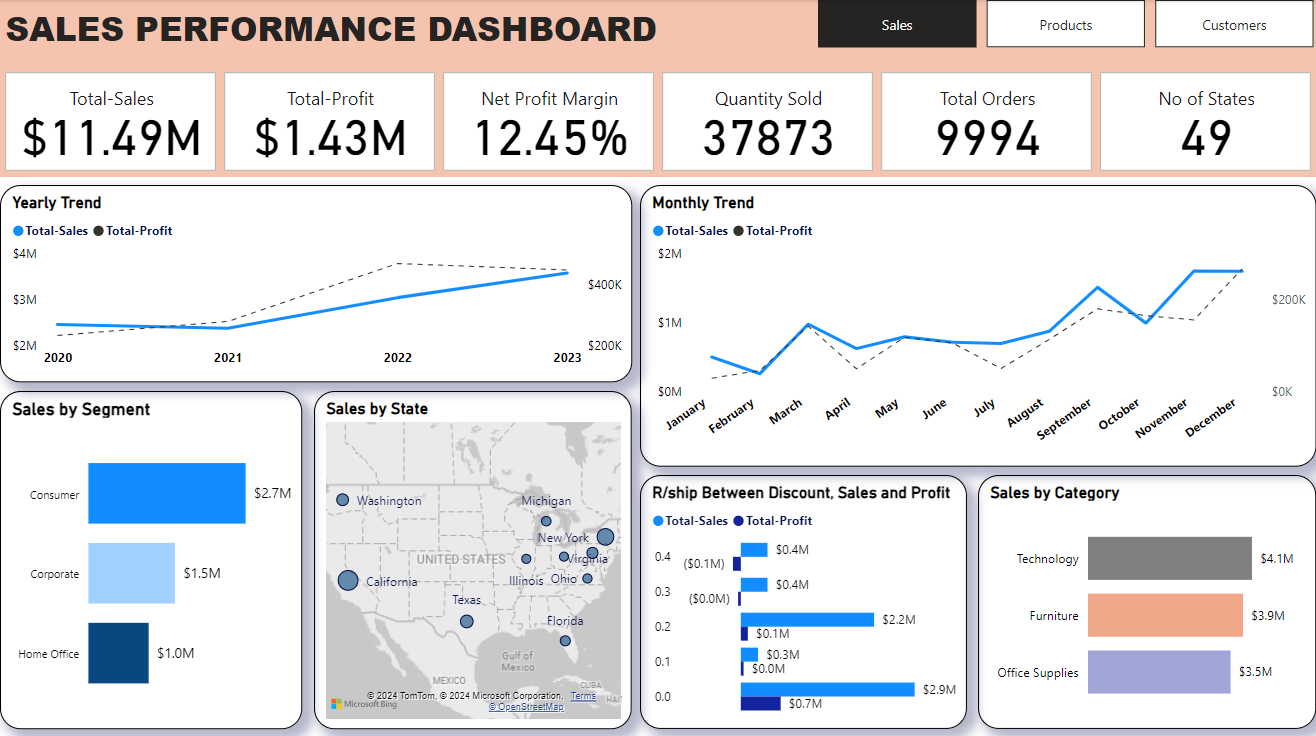 SALES PERFORMANCE DASHBOARD
Sales
Products
Customers
Total-Sales
$11.49M
Total-Profit
$1.43M
Net Profit Margin
12.45%
Quantity Sold
37873
Total Orders
9994
No of States
49
Yearly Trend
Total-Sales Total-Profit
$4M
$3M
$2M
$400K
$200K
2020 2021 2022 2023
Monthly Trend
Total-Sales Total-Profit
$2M
$1M
$0M
$200K
$0K
January February March April May June July August September October November December
Sales by Segment
Consumer $2.7M
Corporate $1.5M
Home Office $1.0M
Sales by State
Washington
Michigan
New York
UNITED STATES
Virginia
California
Illinois
Ohio
Texas
Florida
Gulf of
Mexico
MEXICO
CUBA
HAIT
© 2024 TomTom, © 2024 Microsoft Corporation, Terms
Microsoft Bing
© OpenStreetMap
R/ship Between Discount, Sales and Profit
Total-Sales Total-Profit
0.4 $0.4M
($0.1M)
0.3 $0.4M
($0.0M)
0.2 $2.2M
$0.1M
0.1 $0.3M
$0.0M
0.0 $2.9M
$0.7M
Sales by Category
Technology $4.1M
Furniture $3.9M
Office Supplies $3.5M